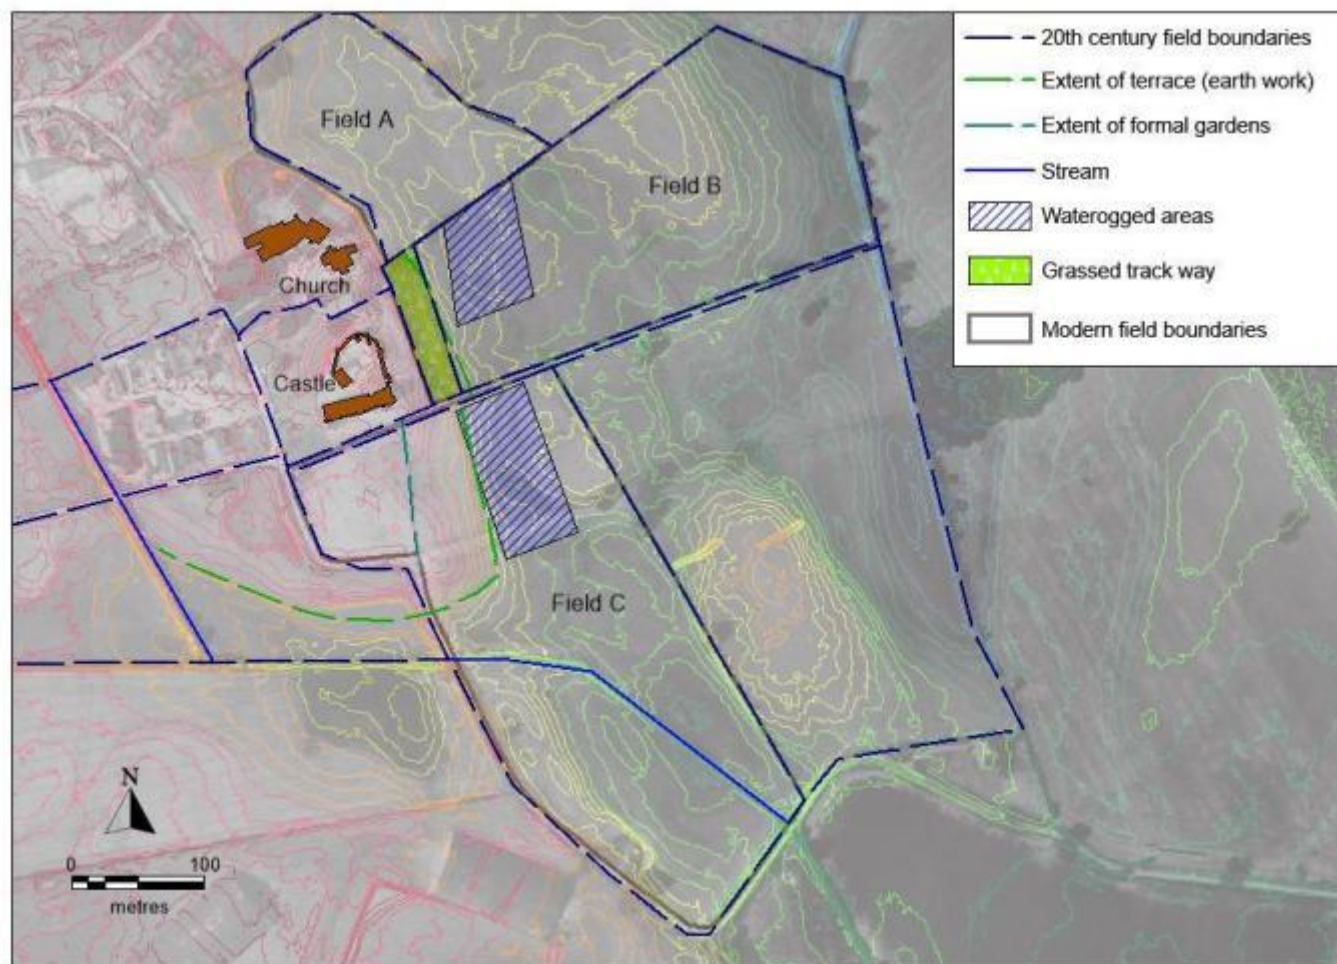 20th century field boundaries
Extent of terrace (earth work)
Extent of formal gardens
Stream
Waterogged areas
Grassed track way
Modern field boundaries
Field A
Field B
Church
Castle
Field C
N
0 100
metres